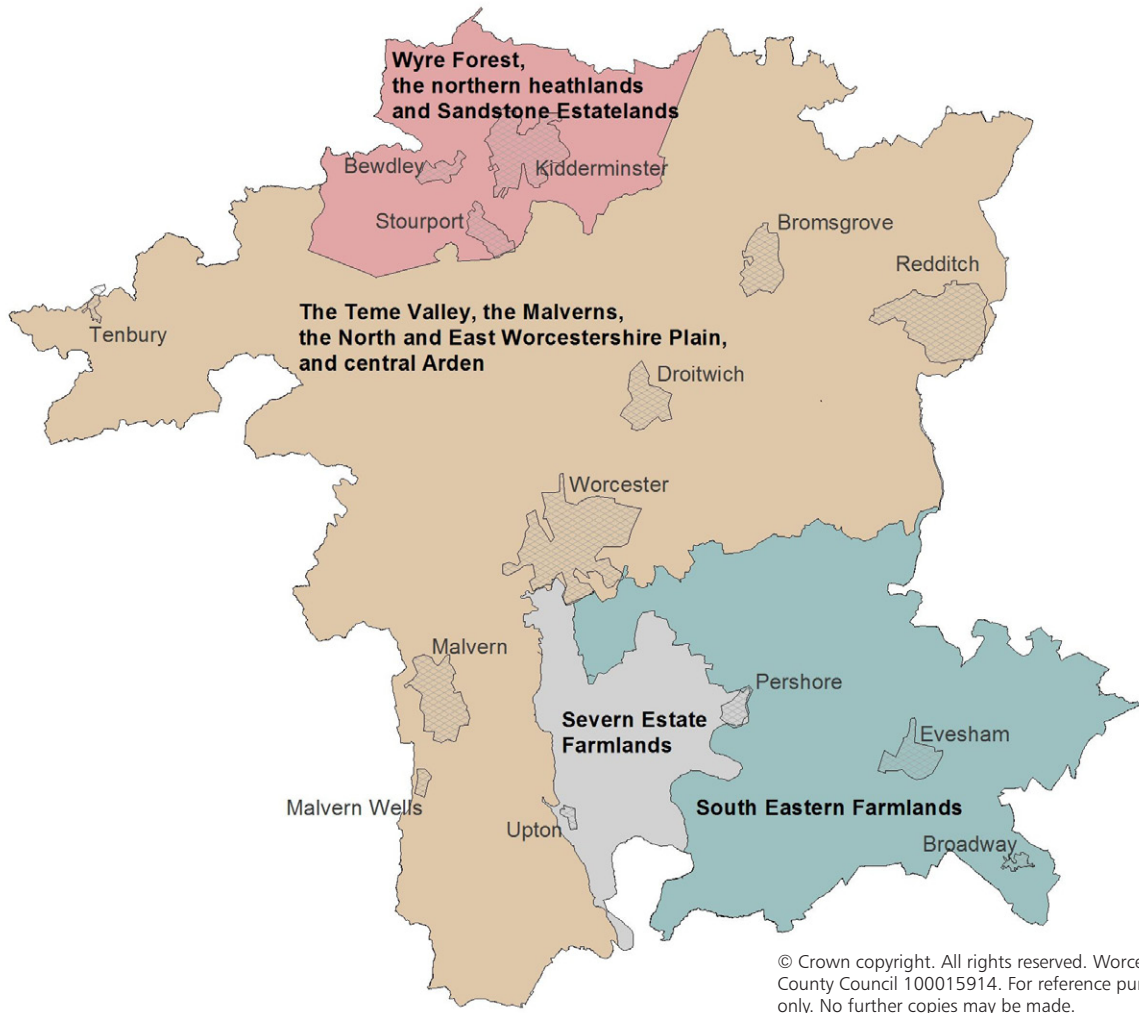 Wyre Forest,
the northern heathlands
and Sandstone Estatelands
Bewdley
Kidderminster
Stourport
Bromsgrove
Redditch
Tenbury
The Teme Valley, the Malverns,
the North and East Worcestershire Plain,
and central Arden
Droitwich
Worcester
Malvern
Pershore
Severn Estate
Farmlands
Evesham
Malvern Wells
Upton
South Eastern Farmlands
Broadway
© Crown copyright. All rights reserved.
County Council 100015914. For reference
only. No further copies may be made.